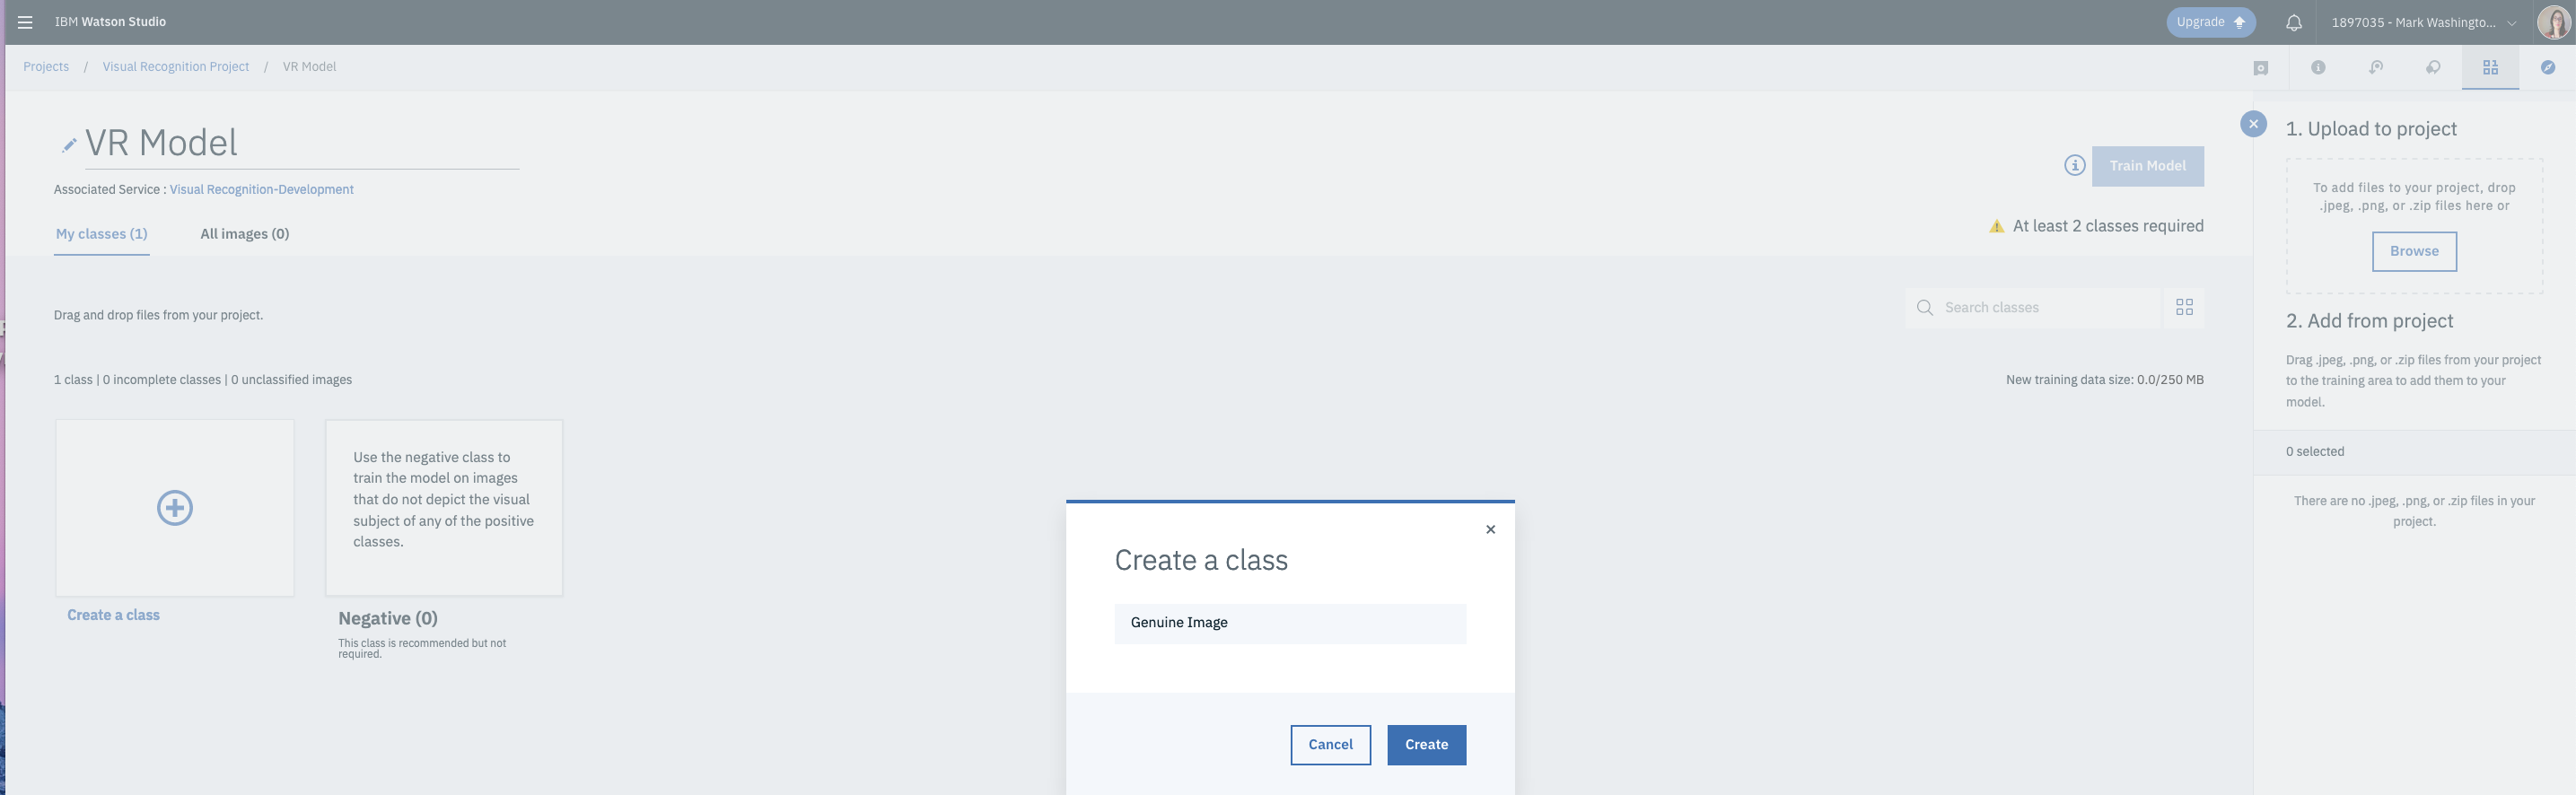 IBM Watson Studio
Upgrade
1897035 - Mark Washingto...
Projects / Visual Recognition Project / VR Model
VR Model
Associated Service : Visual Recognition-Development
Train Model
My classes (1)
All images (0)
At least 2 classes required
Drag and drop files from your project.
Search classes
1 class | 0 incomplete classes | 0 unclassified images
New training data size: 0.0/250 MB
Use the negative class to
train the model on images
that do not depict the visual
subject of any of the positive
classes.
Create a class
Negative (0)
This class is recommended but not
required.
Create a class
Genuine Image
Cancel
Create
1. Upload to project
To add files to your project, drop
.jpeg, .png, or .zip files here or
Browse
2. Add from project
Drag .jpeg, .png, or .zip files from your project
to the training area to add them to your
model.
0 selected
There are no .jpeg, .png, or .zip files in your
project.